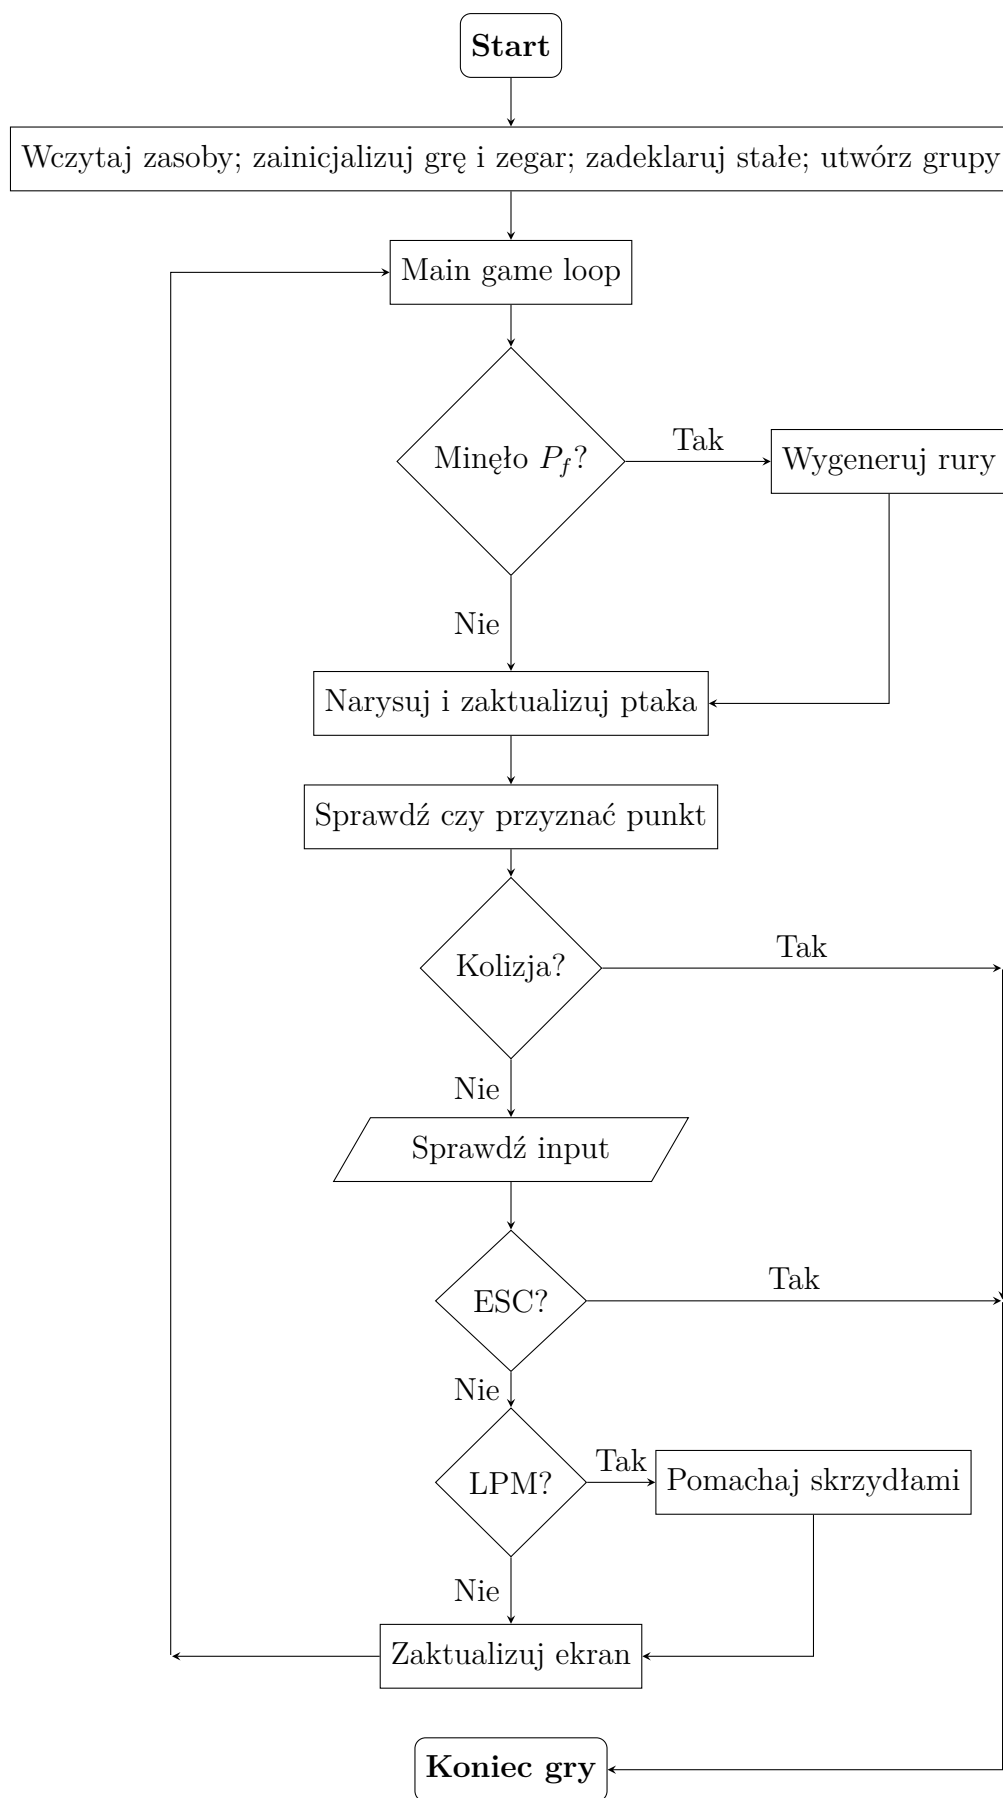 Start
Wczytaj zasoby; zainicjalizuj grę i zegar; zadeklaruj stałe; utwórz grupy
Main game loop
Minęło P_f?
Tak
Wygeneruj rury
Nie
Narysuj i zaktualizuj ptaka
Sprawdź czy przyznać punkt
Kolizja?
Tak
Nie
Sprawdź input
ESC?
Tak
Nie
LPM?
Tak
Pomachaj skrzydłami
Nie
Zaktualizuj ekran
Koniec gry